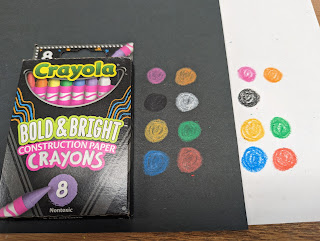 8
Crayola
BOLD & BRIGHT
CONSTRUCTION PAPER
CRAYONS
8
Nontoxic